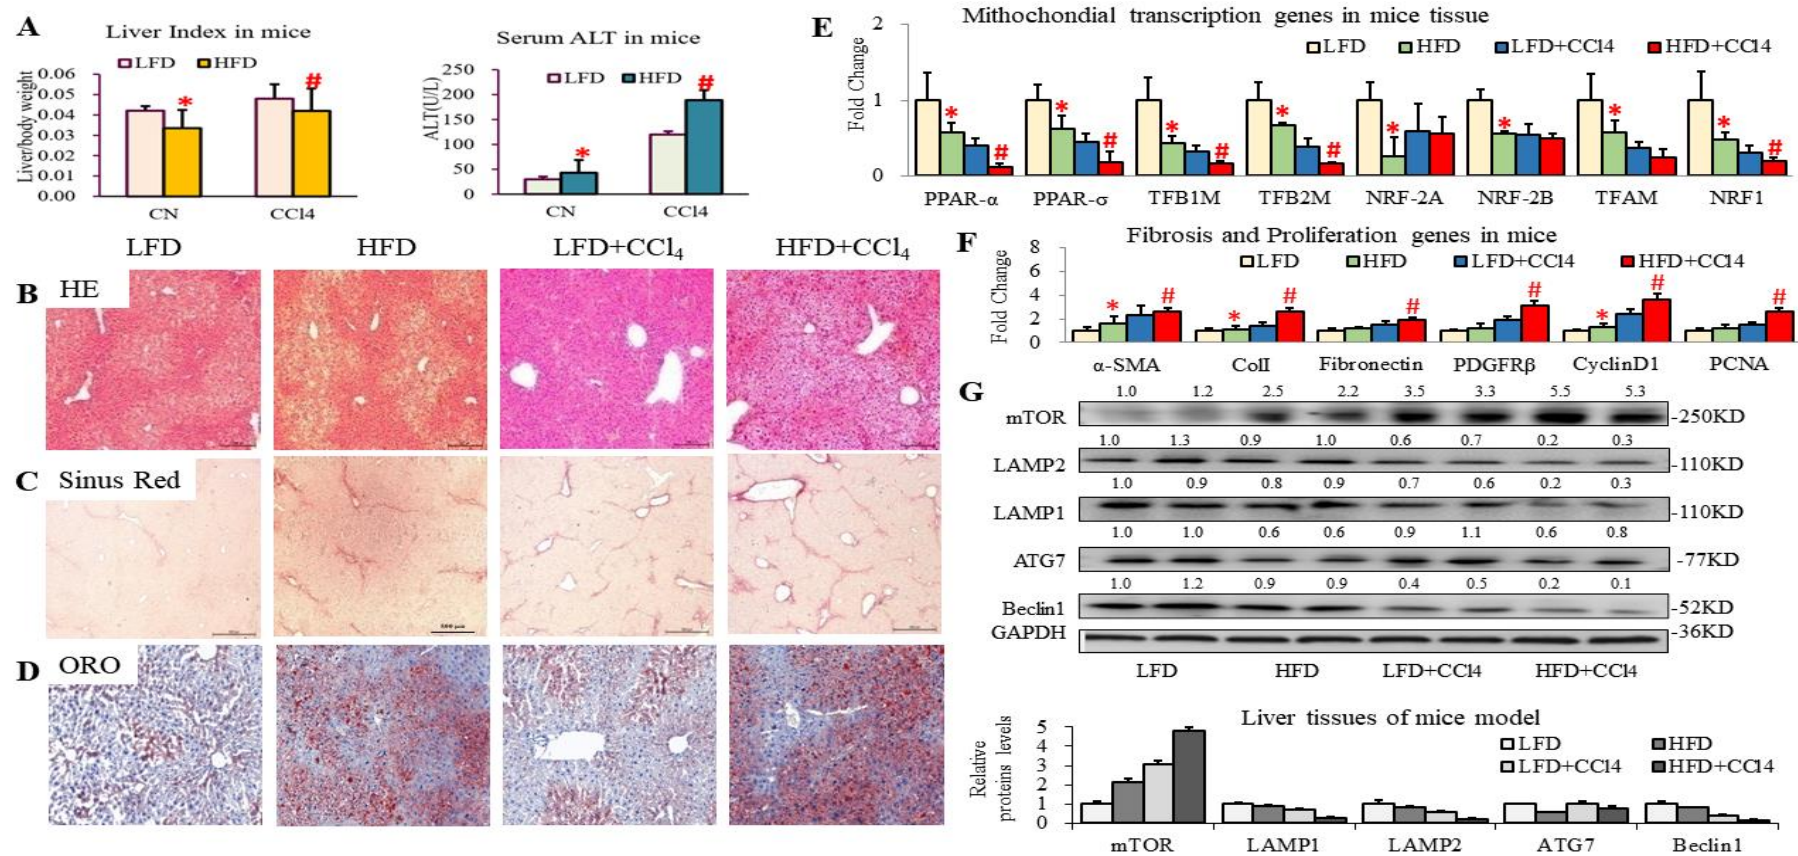 A
Liver Index in mice
LFD HFD
Liver/body weight
0.06
0.05
0.04
0.03
0.02
0.01
0.00
* #
CN CCl4
Serum ALT in mice
LFD HFD
ALT(U/L)
250
200
150
100
50
0
* #
CN CCl4
LFD HFD LFD+CCl4 HFD+CCl4
B HE
C Sinus Red
D ORO
E
Mithochondial transcription genes in mice tissue
LFD HFD LFD+CCl4 HFD+CCl4
Fold Change
2
1
0
* # * # * # * # * * * * #
PPAR-α PPAR-σ TFB1M TFB2M NRF-2A NRF-2B TFAM NRF1
F
Fibrosis and Proliferation genes in mice
LFD HFD LFD+CCl4 HFD+CCl4
Fold Change
8
6
4
2
0
* # * # # # * # #
α-SMA ColI Fibronectin PDGFRβ CyclinD1 PCNA
G
1.0 1.2 2.5 2.2 3.5 3.3 5.5 5.3
mTOR -250KD
1.0 1.3 0.9 1.0 0.6 0.7 0.2 0.3
LAMP2 -110KD
1.0 0.9 0.8 0.9 0.7 0.6 0.2 0.3
LAMP1 -110KD
1.0 1.0 0.6 0.6 0.9 1.1 0.6 0.8
ATG7 -77KD
1.0 1.2 0.9 0.9 0.4 0.5 0.2 0.1
Beclin1 -52KD
GAPDH -36KD
LFD HFD LFD+CCl4 HFD+CCl4
Liver tissues of mice model
LFD HFD
LFD+CCl4 HFD+CCl4
Relative
proteins levels
5
4
3
2
1
0
mTOR LAMP1 LAMP2 ATG7 Beclin1